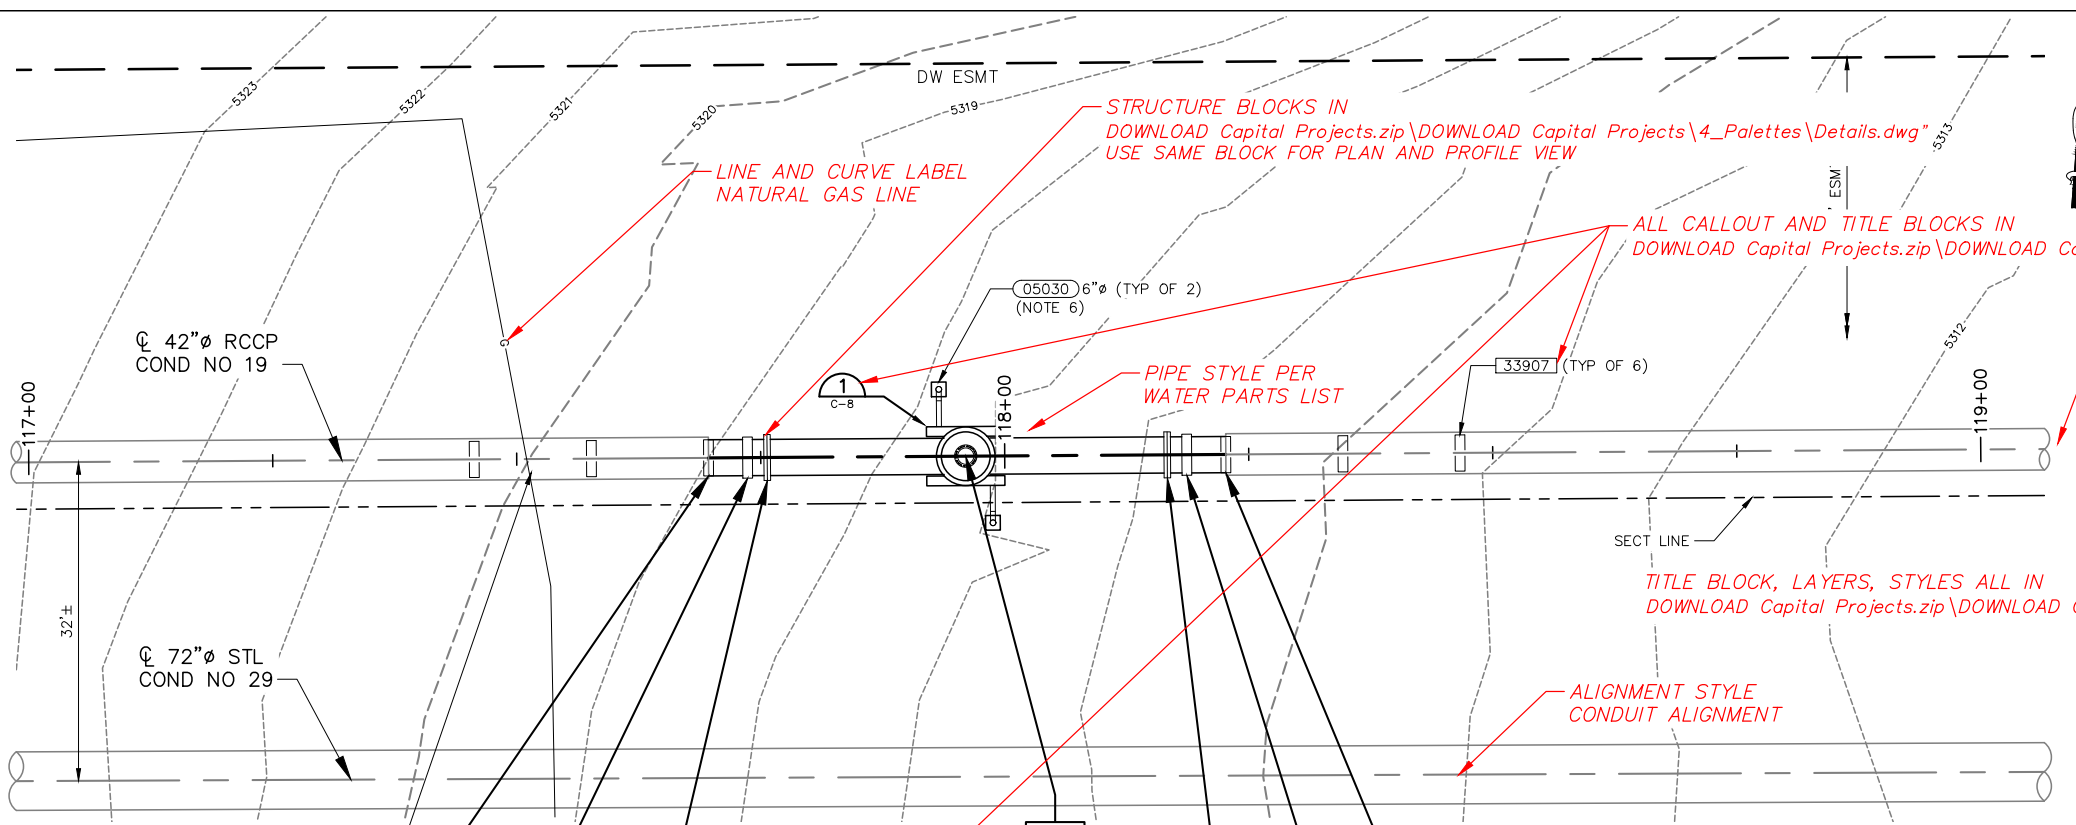 DW ESMT
5323
5322
5321
5320
5319
5313
5312
STRUCTURE BLOCKS IN
DOWNLOAD Capital Projects.zip\DOWNLOAD Capital Projects\4_Palettes\Details.dwg"
USE SAME BLOCK FOR PLAN AND PROFILE VIEW
LINE AND CURVE LABEL
NATURAL GAS LINE
ESMT
ALL CALLOUT AND TITLE BLOCKS IN
DOWNLOAD Capital Projects.zip\DOWNLOAD
05030 6"ø (TYP OF 2)
(NOTE 6)
G
℄ 42"ø RCCP
COND NO 19
1
C-8
PIPE STYLE PER
WATER PARTS LIST
33907 (TYP OF 6)
117+00
118+00
119+00
SECT LINE
TITLE BLOCK, LAYERS, STYLES ALL IN
DOWNLOAD Capital Projects.zip\DOWNLOAD
32'±
℄ 72"ø STL
COND NO 29
ALIGNMENT STYLE
CONDUIT ALIGNMENT